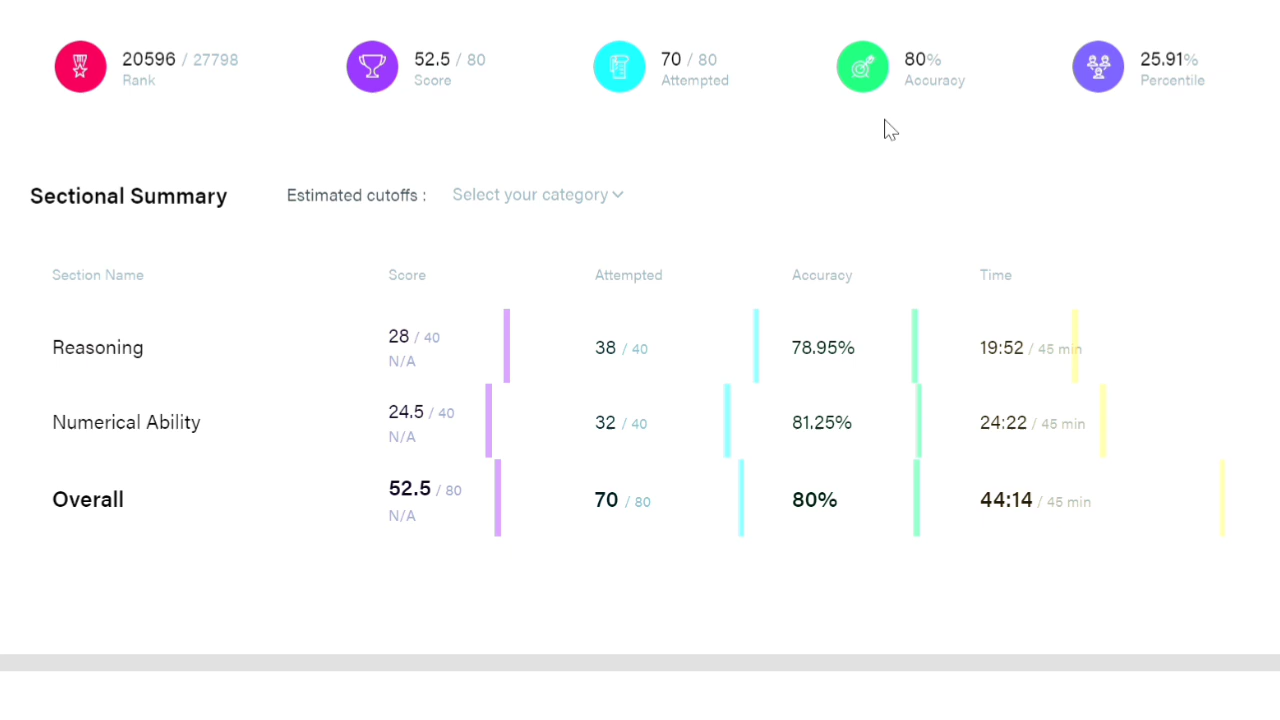 20596 / 27798
Rank
52.5 / 80
Score
70 / 80
Attempted
80%
Accuracy
25.91%
Percentile
Sectional Summary
Estimated cutoffs :
Select your category
Section Name
Score
Attempted
Accuracy
Time
Reasoning
28 / 40
N/A
38 / 40
78.95%
19:52 / 45 min
Numerical Ability
24.5 / 40
N/A
32 / 40
81.25%
24:22 / 45 min
Overall
52.5 / 80
N/A
70 / 80
80%
44:14 / 45 min